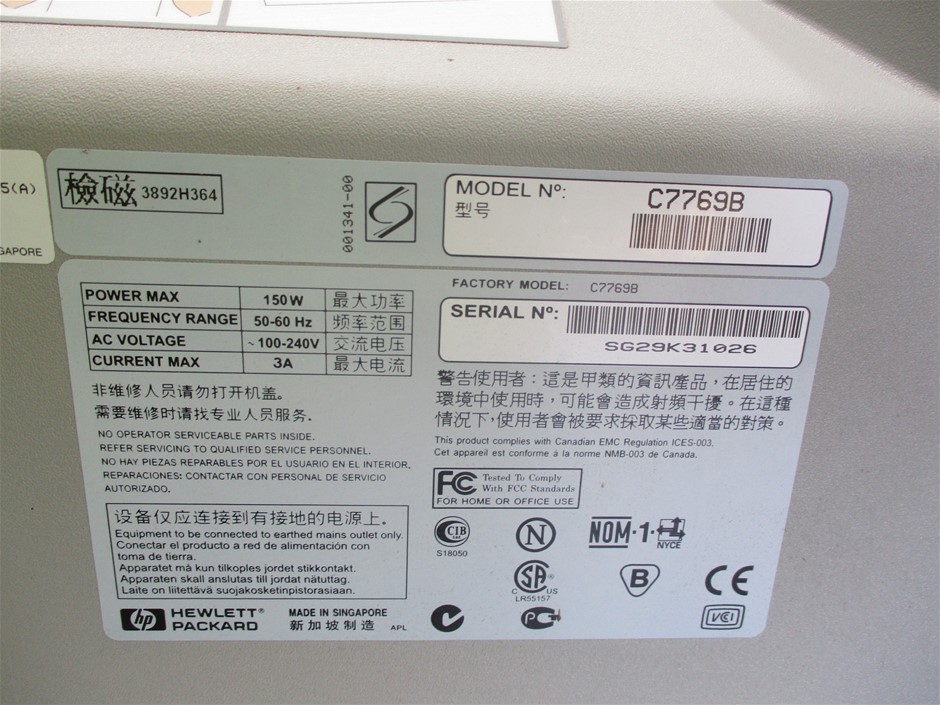 5(A)
GAPORE
檢磁 3892H364
001341-00
MODEL Nº: C7769B
型号
POWER MAX 150W 最大功率
FREQUENCY RANGE 50-60 Hz 频率范围
AC VOLTAGE ~100-240V 交流电压
CURRENT MAX 3A 最大电流
非维修人员请勿打开机盖。
需要维修时请找专业人员服务.
NO OPERATOR SERVICEABLE PARTS INSIDE.
REFER SERVICING TO QUALIFIED SERVICE PERSONNEL.
NO HAY PIEZAS REPARABLES POR EL USUARIO EN EL INTERIOR.
REPARACIONES: CONTACTAR CON PERSONAL DE SERVICIO
AUTORIZADO.
设备仅应连接到有接地的电源上.
Equipment to be connected to earthed mains outlet only.
Conectar el producto a red de alimentación con
toma de tierra.
Apparatet må kun tilkoples jordet stikkontakt.
Apparaten skall anslutas till jordat nätuttag.
Laite on liitettävä suojakosketinpistorasiaan.
hp HEWLETT®
PACKARD
MADE IN SINGAPORE
新加坡制造 APL
FACTORY MODEL: C7769B
SERIAL Nº:
SG29K31026
警告使用者：這是甲類的資訊產品，在居住的
環境中使用時，可能會造成射頻干擾。在這種
情況下，使用者會被要求採取某些適當的對策。
This product complies with Canadian EMC Regulation ICES-003.
Cet appareil est conforme à la norme NMB-003 de Canada.
FC Tested To Comply
With FCC Standards
FOR HOME OR OFFICE USE
CIB
S18050
N
NOM·1·
NYCE
SA®
C US
LR55157
B
CE
PC
VCI